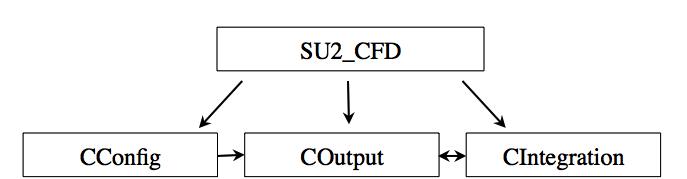 SU2_CFD
CConfig
COutput
CIntegration